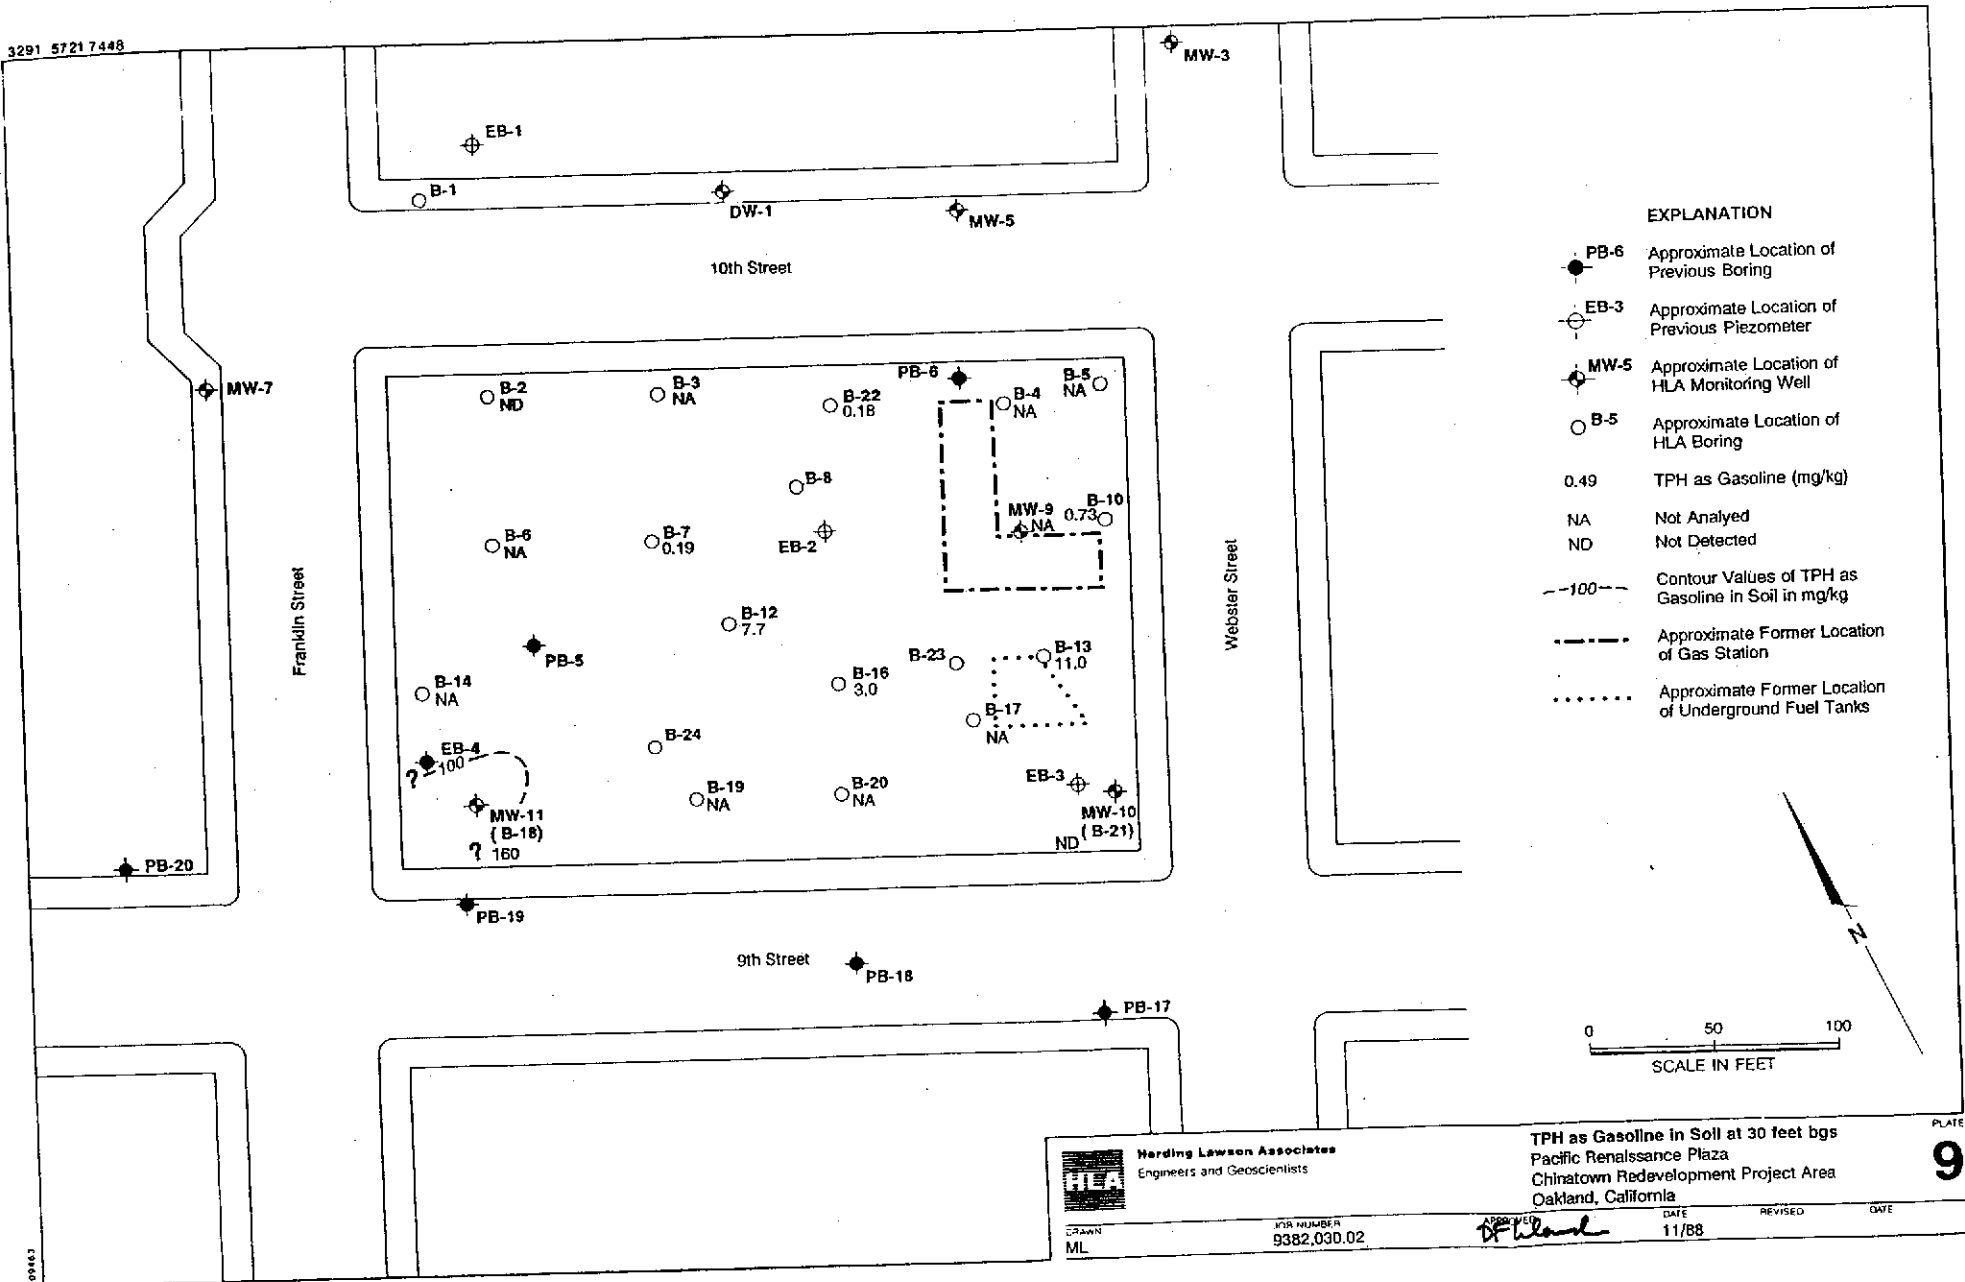 3291 5721 7448
MW-3
EB-1
B-1
DW-1
MW-5
10th Street
MW-7
B-2
ND
B-3
NA
B-22
0.18
PB-6
B-4
NA
B-5
NA
B-8
B-6
NA
B-7
0.19
EB-2
MW-9
NA
B-10
0.73
Franklin Street
Webster Street
B-12
7.7
PB-5
B-23
B-13
11.0
B-14
NA
B-16
3.0
B-17
NA
EB-4
? 100
B-24
B-19
NA
B-20
NA
EB-3
MW-11
(B-18)
? 160
MW-10
(B-21)
ND
PB-20
PB-19
9th Street
PB-18
PB-17
EXPLANATION
PB-6 Approximate Location of
Previous Boring
EB-3 Approximate Location of
Previous Piezometer
MW-5 Approximate Location of
HLA Monitoring Well
B-5 Approximate Location of
HLA Boring
0.49 TPH as Gasoline (mg/kg)
NA Not Analyed
ND Not Detected
100 Contour Values of TPH as
Gasoline in Soil in mg/kg
Approximate Former Location
of Gas Station
Approximate Former Location
of Underground Fuel Tanks
N
0 50 100
SCALE IN FEET
HLA
Harding Lawson Associates
Engineers and Geoscientists
TPH as Gasoline in Soil at 30 feet bgs
Pacific Renaissance Plaza
Chinatown Redevelopment Project Area
Oakland, California
PLATE
9
DRAWN
ML
JOB NUMBER
9382,030.02
APPROVED
DATE
11/88
REVISED
DATE
09463